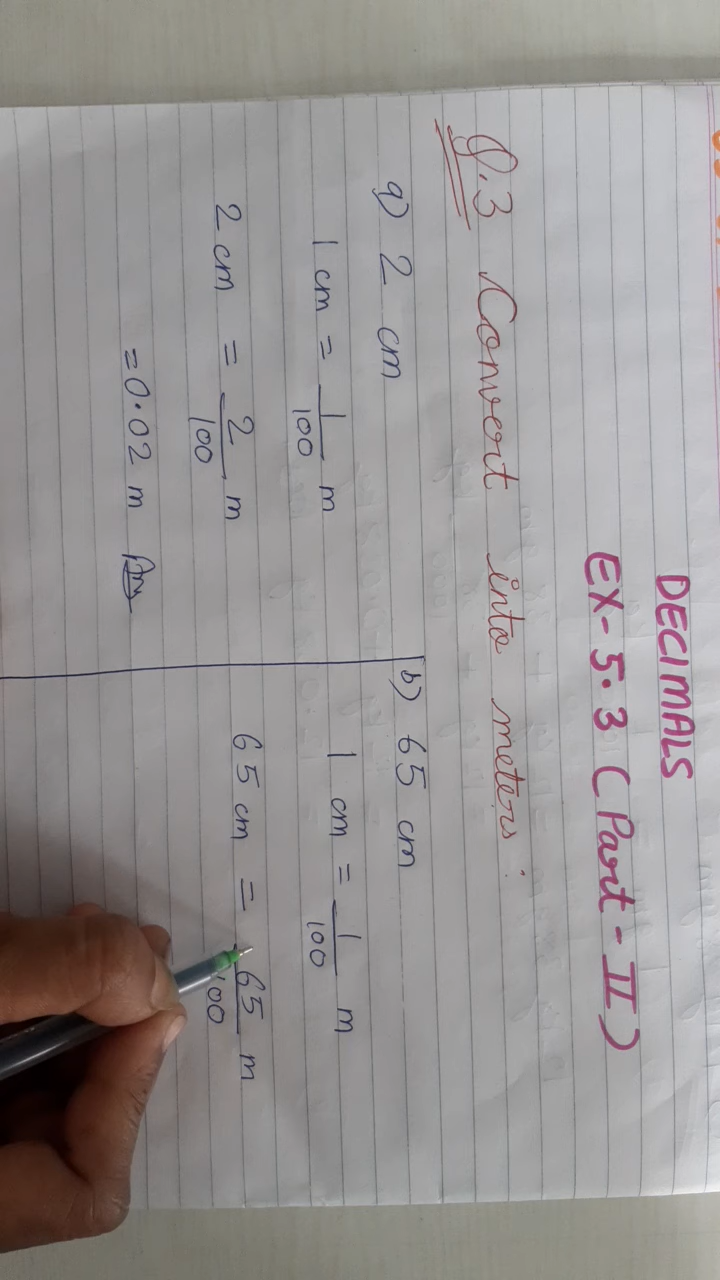 DECIMALS
EX-5.3 (Part-II)
Q.3 Convert into meters:
a) 2 cm
1 cm = 1/100 m
2 cm = 2/100 m
= 0.02 m Ans
b) 65 cm
1 cm = 1/100 m
65 cm = 65/100 m